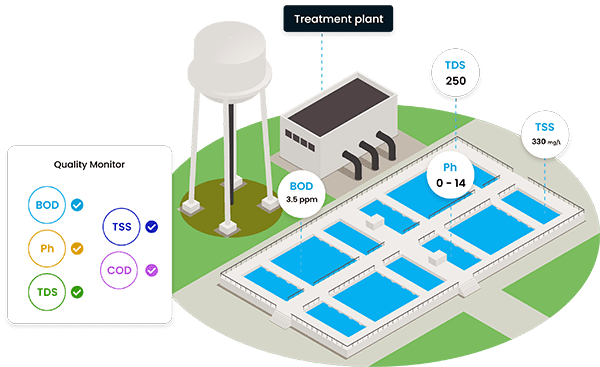 Treatment plant
TDS
250
TSS
330 mg/l
Ph
0 - 14
BOD
3.5 ppm
Quality Monitor
BOD
TSS
Ph
COD
TDS